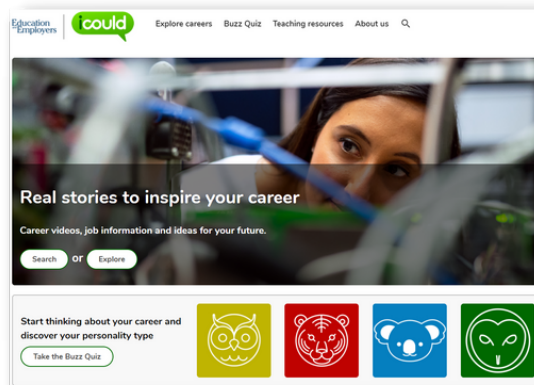 Education
and Employers
icould
Explore careers Buzz Quiz Teaching resources About us
Real stories to inspire your career
Career videos, job information and ideas for your future.
Search or Explore
Start thinking about your career and
discover your personality type
Take the Buzz Quiz